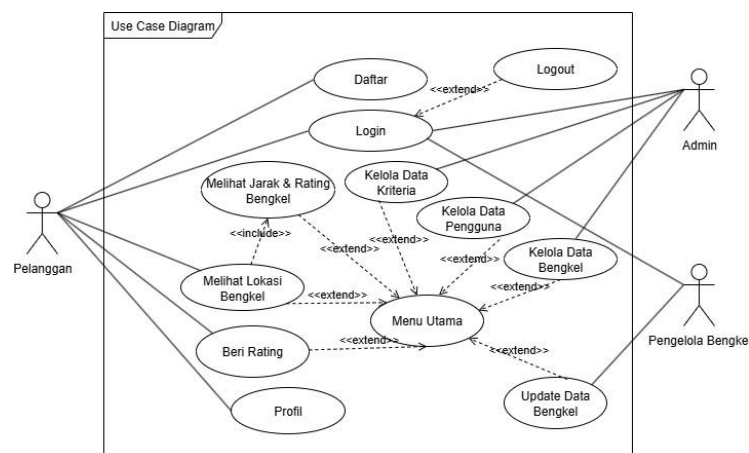 Use Case Diagram
Daftar
Logout
<<extend>>
Login
Admin
Melihat Jarak & Rating
Bengkel
Kelola Data
Kriteria
Kelola Data
Pengguna
<<include>>
<<extend>>
<<extend>>
<<extend>>
Kelola Data
Bengkel
Pelanggan
Melihat Lokasi
Bengkel
<<extend>>
<<extend>>
Menu Utama
Beri Rating
<<extend>>
<<extend>>
Pengelola Bengke
Profil
Update Data
Bengkel